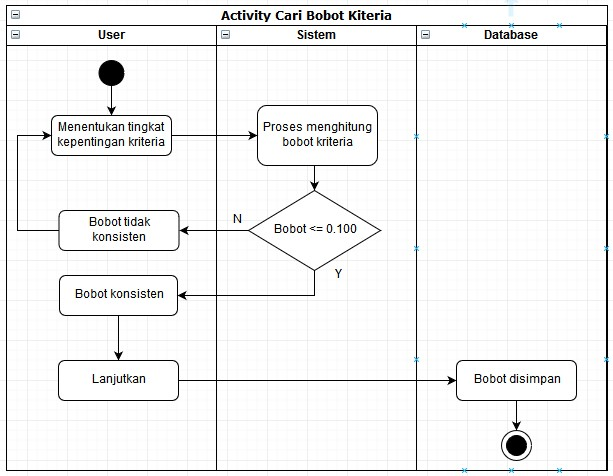 Activity Cari Bobot Kiteria
User
Sistem
Database
Menentukan tingkat
kepentingan kriteria
Proses menghitung
bobot kriteria
Bobot tidak
konsisten
N
Bobot <= 0.100
Y
Bobot konsisten
Lanjutkan
Bobot disimpan